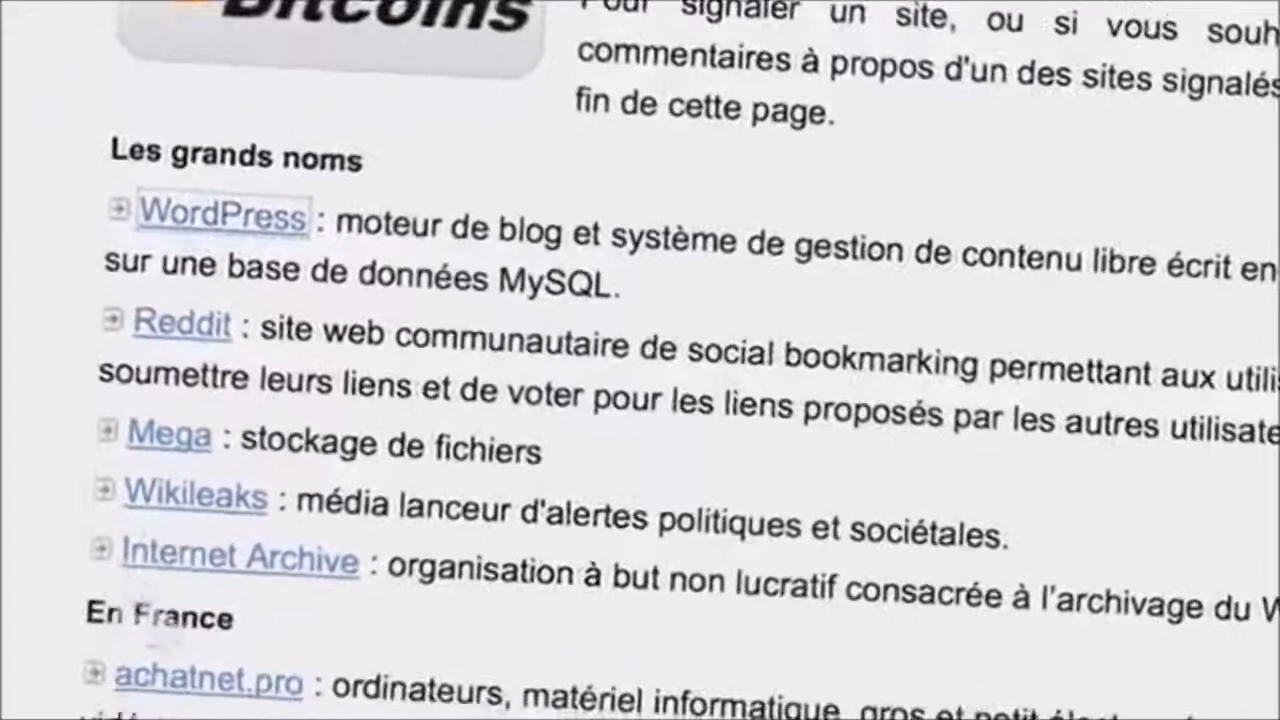 Bitcoins
Pour signaler un site, ou si vous
commentaires à propos d'un des sites signalés
fin de cette page.
Les grands noms
WordPress : moteur de blog et système de gestion de contenu libre écrit en
sur une base de données MySQL.
Reddit : site web communautaire de social bookmarking permettant aux
soumettre leurs liens et de voter pour les liens proposés par les autres
Mega : stockage de fichiers
Wikileaks : média lanceur d'alertes politiques et sociétales.
Internet Archive : organisation à but non lucratif consacrée à l'archivage du
En France
achatnet.pro : ordinateurs, matériel informatique, gros et petit